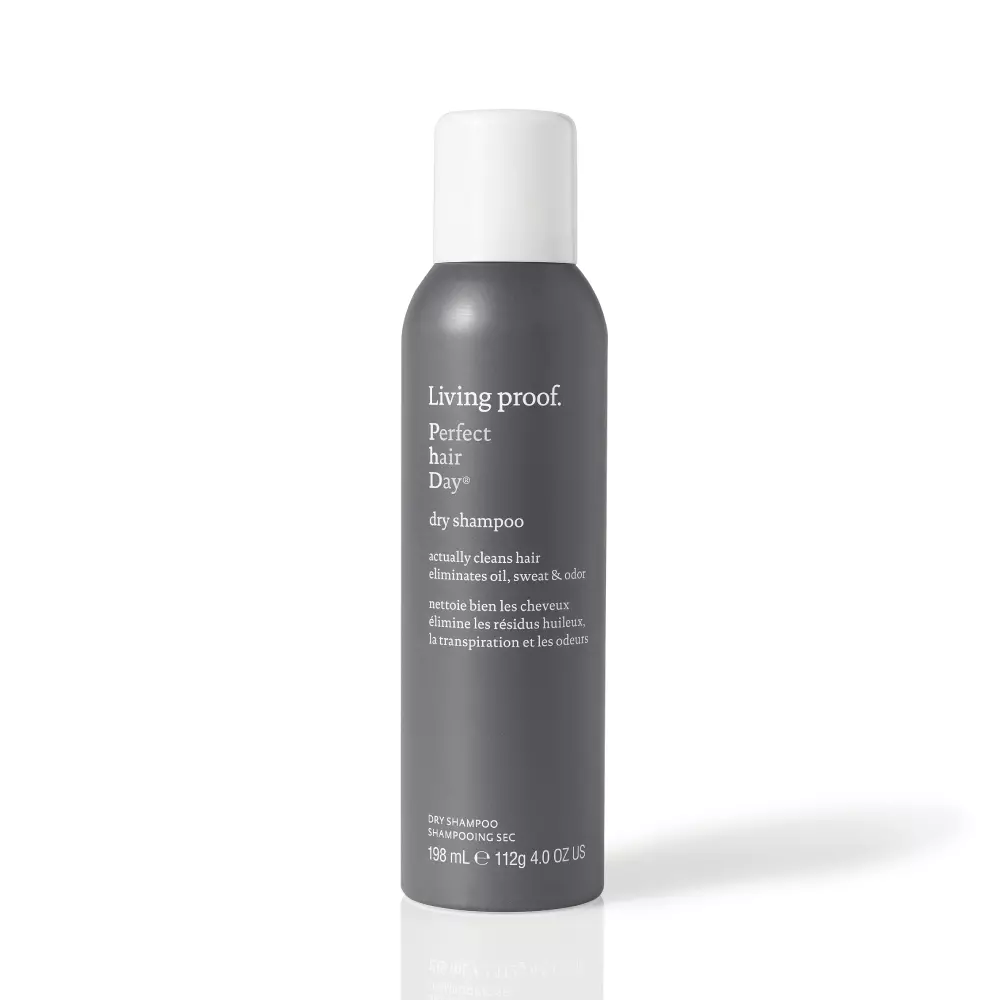 Living proof.
Perfect
hair
Day®
dry shampoo
actually cleans hair
eliminates oil, sweat & odor
nettoie bien les cheveux
élimine les résidus huileux,
la transpiration et les odeurs
DRY SHAMPOO
SHAMPOOING SEC
198 mL ℮ 112g 4.0 OZ US